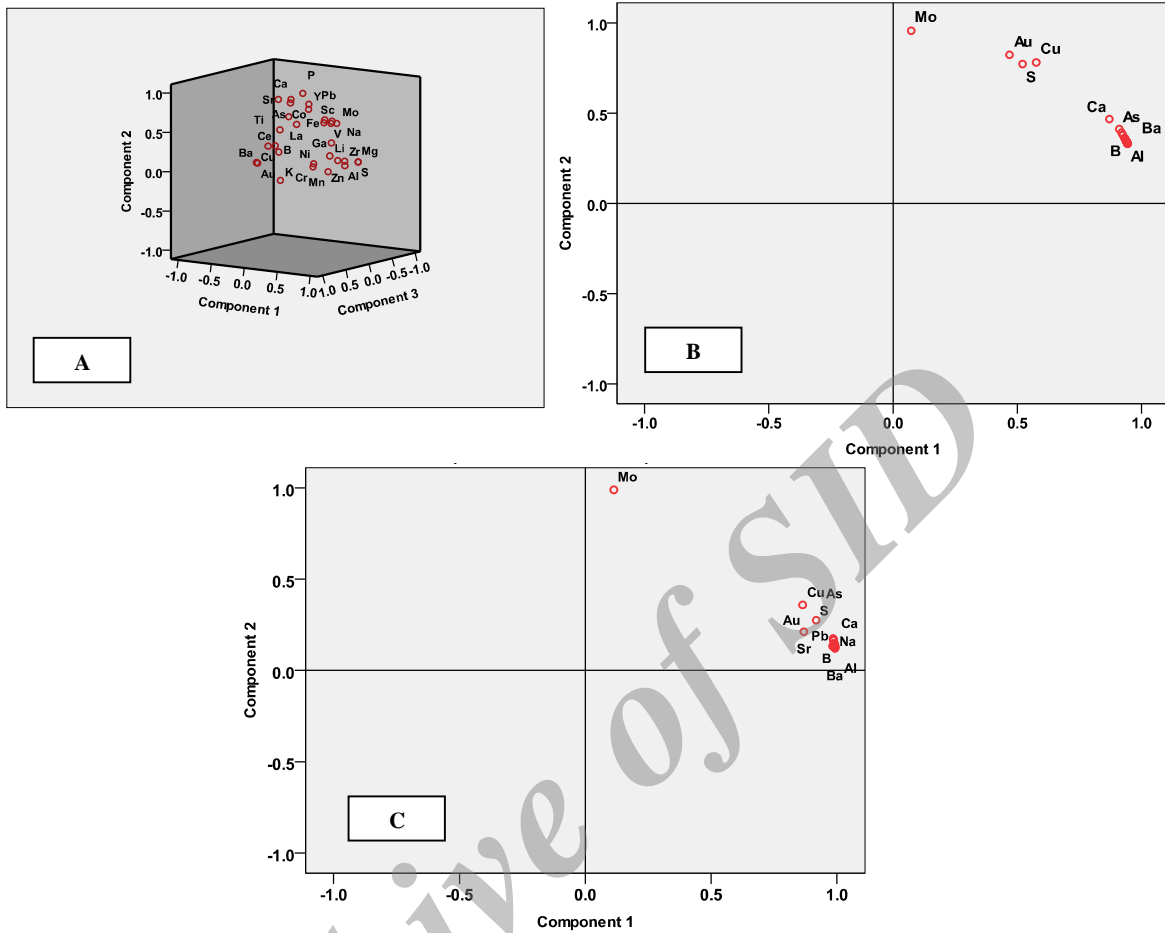 P
Ca
Sr Y Pb
As Co Sc Mo
Ti Fe
Ce La V Na
Ga
Ba Cu B Ni Li Zr Mg
Au K Cr Mn Zn Al S
1.0
0.5
0.0
-0.5
-1.0
Component 2
-1.0 -0.5 0.0 0.5 1.0
Component 1
1.0 0.5 0.0 -0.5 -1.0
Component 3
A
Mo
Au Cu
S
Ca As Ba
B Al
1.0
0.5
0.0
-0.5
-1.0
Component 2
-1.0 -0.5 0.0 0.5 1.0
Component 1
B
Mo
Cu As
S
Au Ca
Pb Na
Sr B
Ba Al
1.0
0.5
0.0
-0.5
-1.0
Component 2
-1.0 -0.5 0.0 0.5 1.0
Component 1
C
ive of SID